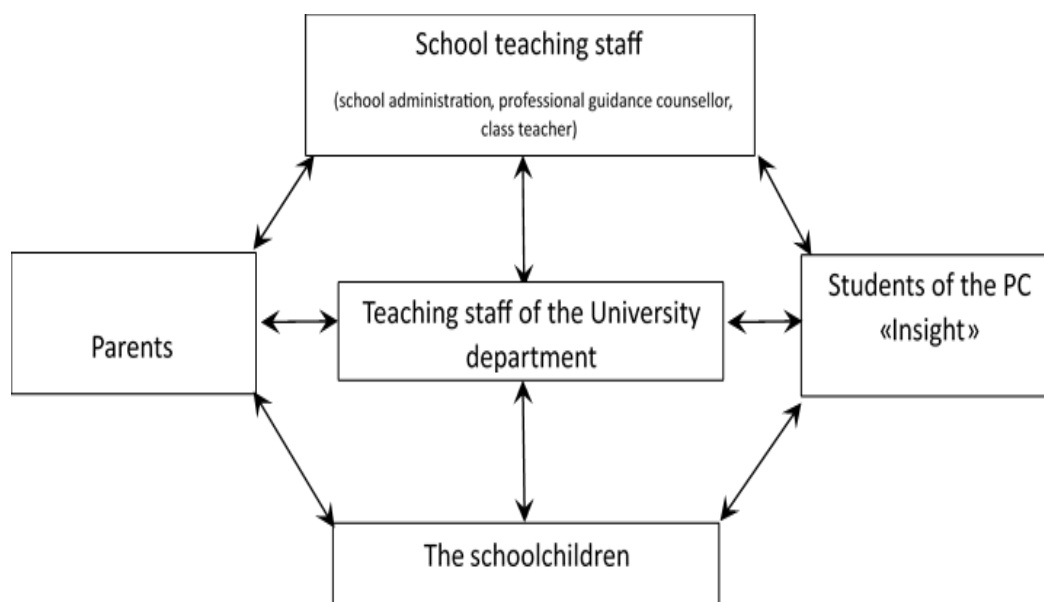 School teaching staff
(school administration, professional guidance counsellor,
class teacher)
Parents
Teaching staff of the University
department
Students of the PC
«Insight»
The schoolchildren